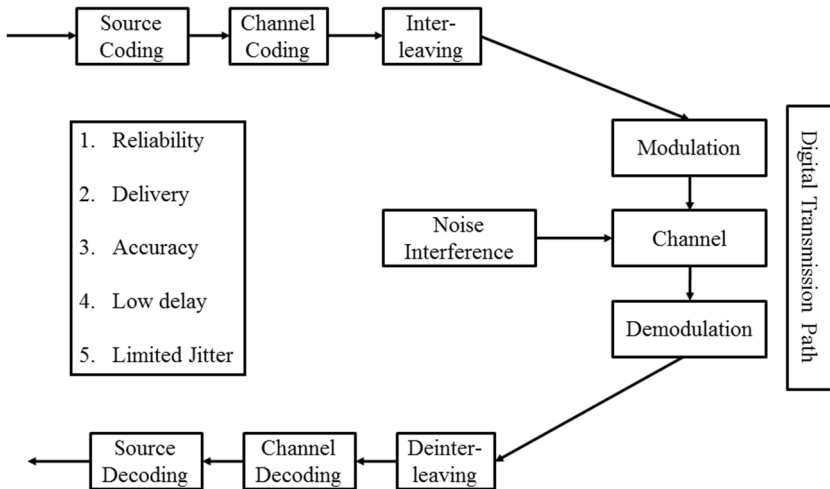 Source
Coding
Channel
Coding
Inter-
leaving
1. Reliability
2. Delivery
3. Accuracy
4. Low delay
5. Limited Jitter
Modulation
Noise
Interference
Channel
Demodulation
Digital Transmission Path
Source
Decoding
Channel
Decoding
Deinter-
leaving